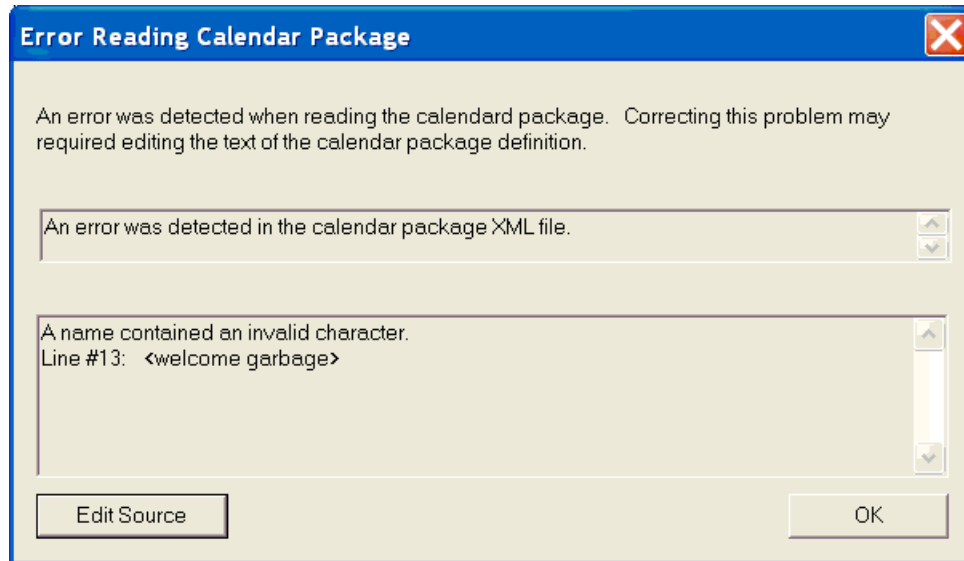 Error Reading Calendar Package
An error was detected when reading the calendard package. Correcting this problem may
required editing the text of the calendar package definition.
An error was detected in the calendar package XML file.
A name contained an invalid character.
Line #13: <welcome garbage>
Edit Source
OK